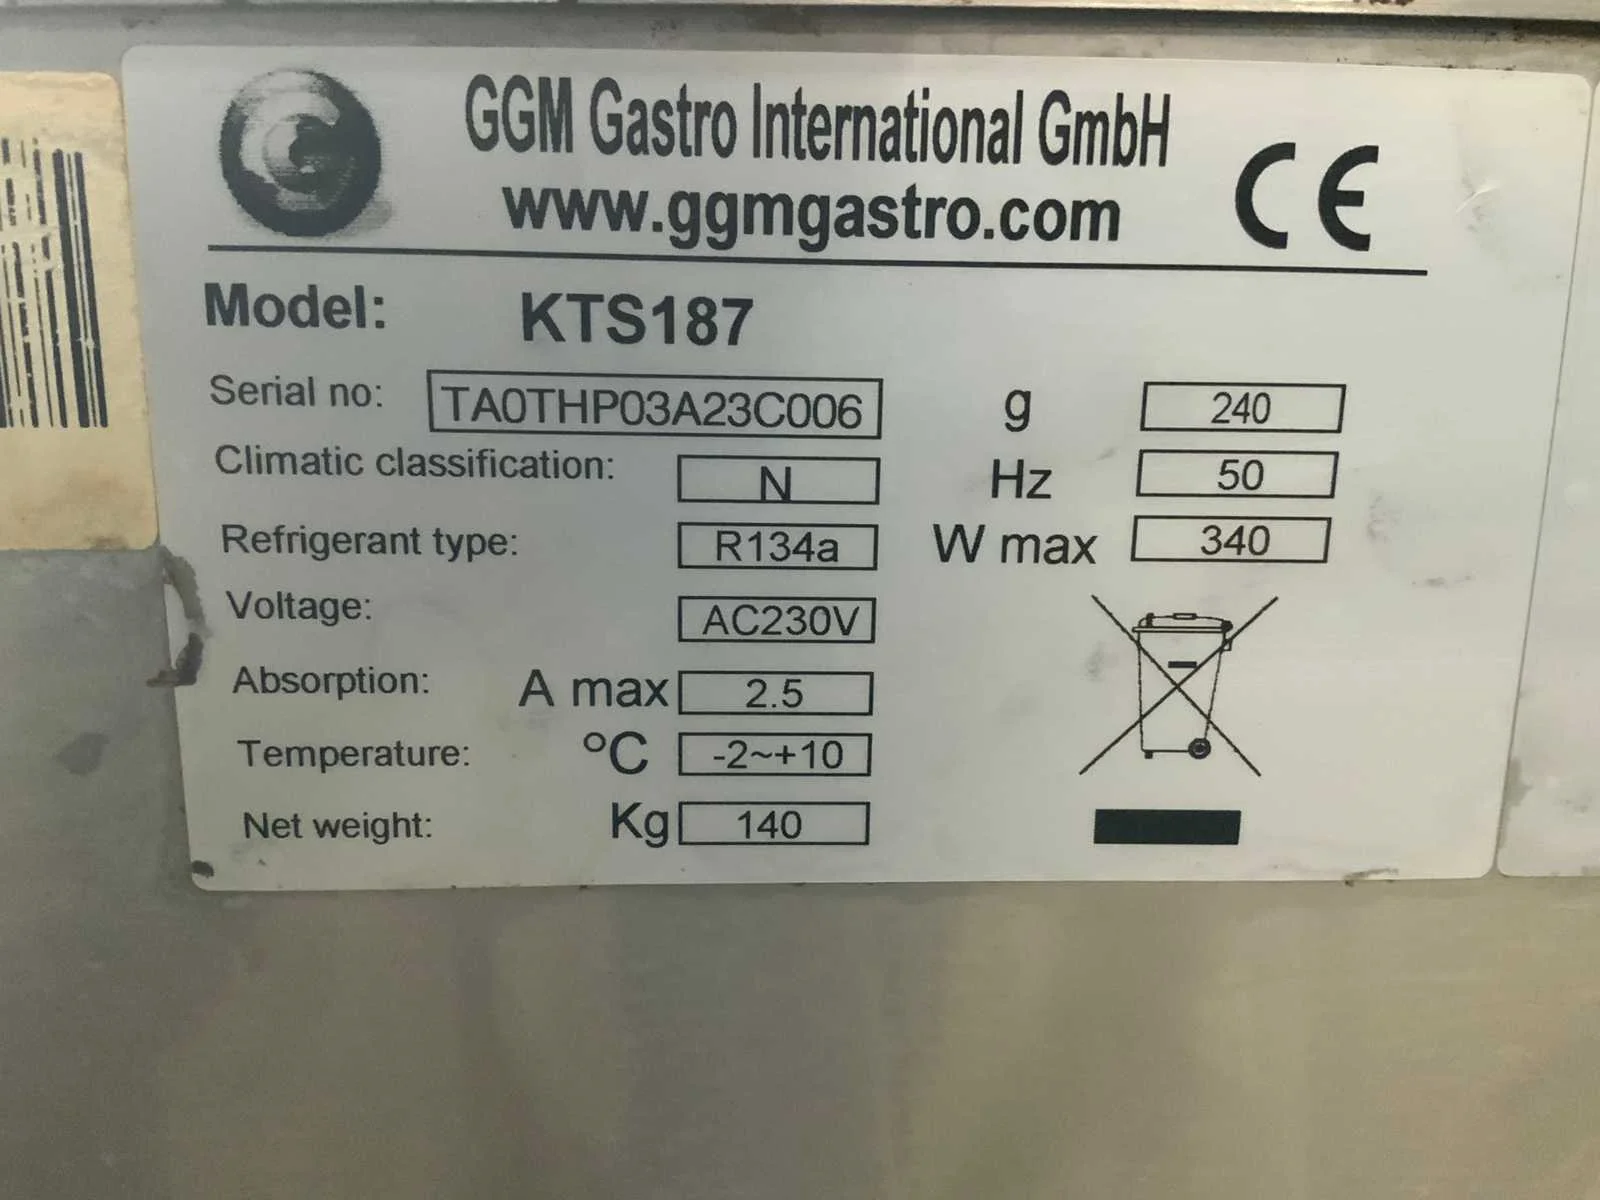 GGM Gastro International GmbH
www.ggmgastro.com
CE
Model: KTS187
Serial no: TA0THP03A23C006 g 240
Climatic classification: N Hz 50
Refrigerant type: R134a W max 340
Voltage: AC230V
Absorption: A max 2.5
Temperature: °C -2~+10
Net weight: Kg 140